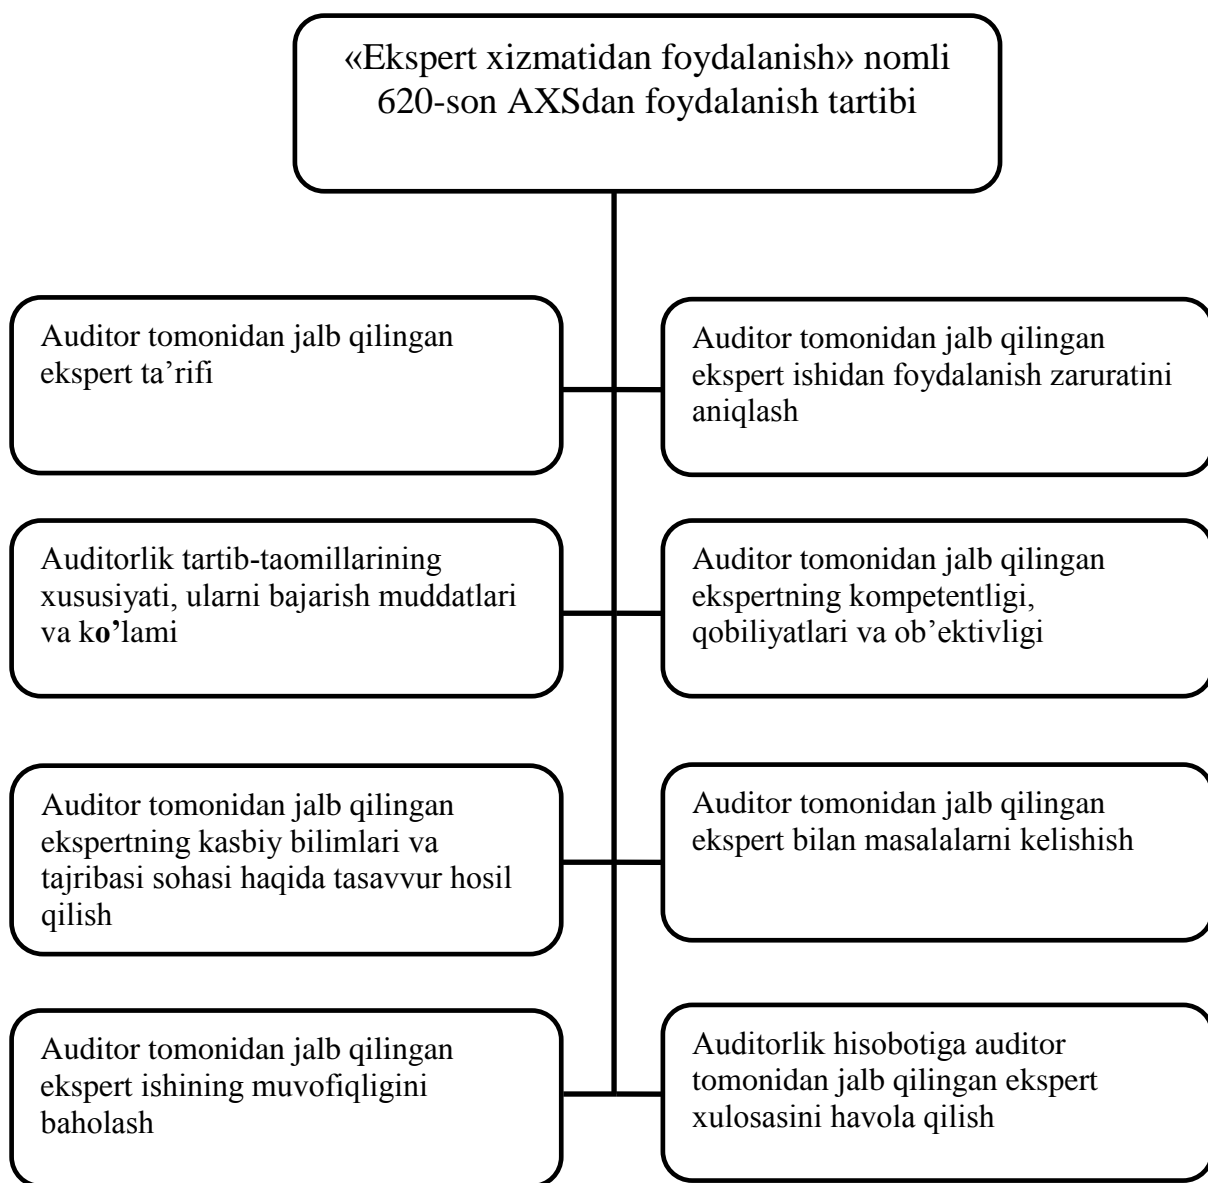 «Ekspert xizmatidan foydalanish» nomli
620-son AXSdan foydalanish tartibi
Auditor tomonidan jalb qilingan
ekspert ta’rifi
Auditor tomonidan jalb qilingan
ekspert ishidan foydalanish zaruratini
aniqlash
Auditorlik tartib-taomillarining
xususiyati, ularni bajarish muddatlari
va ko’lami
Auditor tomonidan jalb qilingan
ekspertning kompetentligi,
qobiliyatlari va ob’ektivligi
Auditor tomonidan jalb qilingan
ekspertning kasbiy bilimlari va
tajribasi sohasi haqida tasavvur hosil
qilish
Auditor tomonidan jalb qilingan
ekspert bilan masalalarni kelishish
Auditor tomonidan jalb qilingan
ekspert ishining muvofiqligini
baholash
Auditorlik hisobotiga auditor
tomonidan jalb qilingan ekspert
xulosasini havola qilish